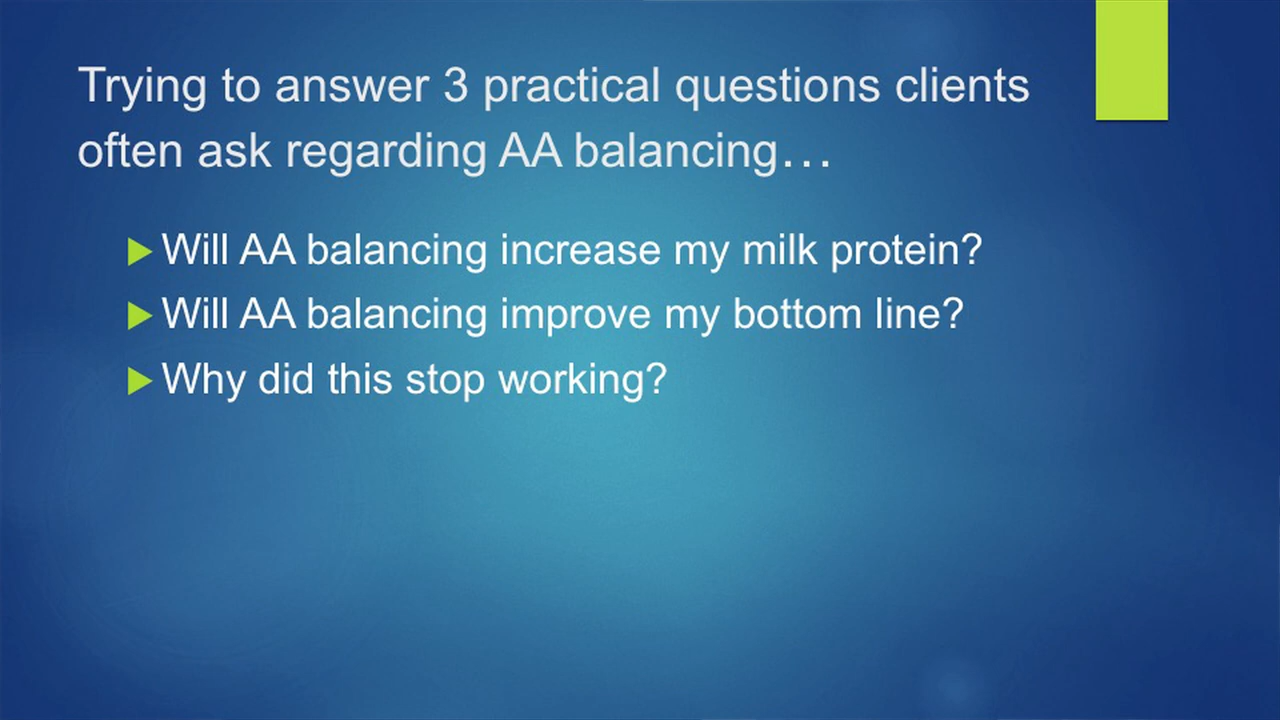 Trying to answer 3 practical questions clients
often ask regarding AA balancing…
Will AA balancing increase my milk protein?
Will AA balancing improve my bottom line?
Why did this stop working?